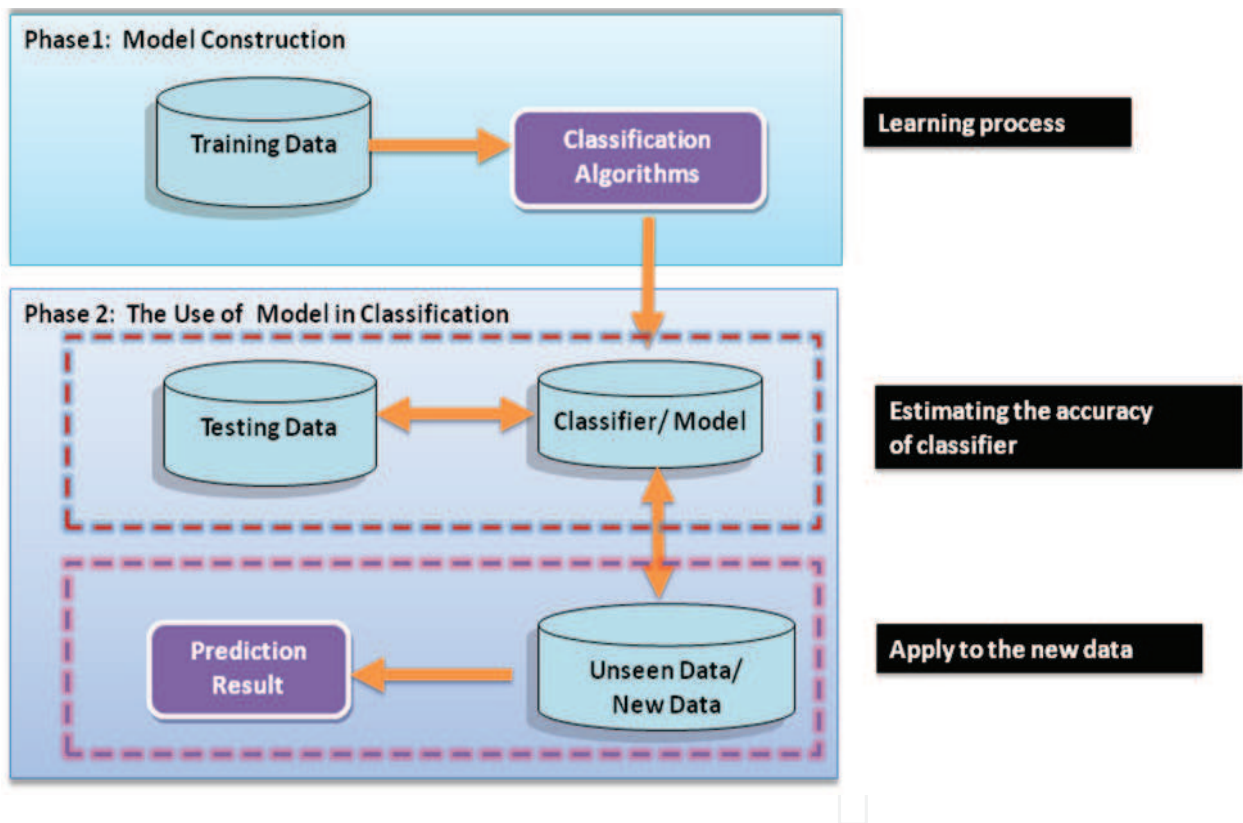 Phase1: Model Construction
Training Data
Classification
Algorithms
Learning process
Phase 2: The Use of Model in Classification
Testing Data
Classifier/ Model
Estimating the accuracy
of classifier
Prediction
Result
Unseen Data/
New Data
Apply to the new data